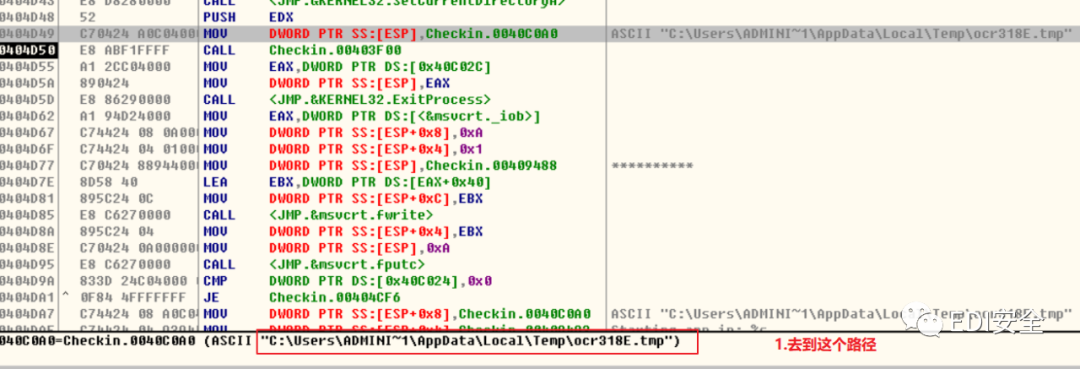 0404D43 E8 D8280000 CALL <JMP.&KERNEL32.SetCurrentDirectoryA>
0404D48 52 PUSH EDX
0404D49 C70424 A0C0400 MOV DWORD PTR SS:[ESP],Checkin.0040C0A0 ASCII "C:\Users\ADMINI~1\AppData\Local\Temp\ocr318E.tmp"
0404D50 E8 ABF1FFFF CALL Checkin.00403F00
0404D55 A1 2CC04000 MOV EAX,DWORD PTR DS:[0x40C02C]
0404D5A 890424 MOV DWORD PTR SS:[ESP],EAX
0404D5D E8 86290000 CALL <JMP.&KERNEL32.ExitProcess>
0404D62 A1 94D24000 MOV EAX,DWORD PTR DS:[<&msvcrt._iob>]
0404D67 C74424 08 0A00 MOV DWORD PTR SS:[ESP+0x8],0xA
0404D6F C74424 04 0100 MOV DWORD PTR SS:[ESP+0x4],0x1
0404D77 C70424 8894400 MOV DWORD PTR SS:[ESP],Checkin.00409488 **********
0404D7E 8D58 40 LEA EBX,DWORD PTR DS:[EAX+0x40]
0404D81 895C24 0C MOV DWORD PTR SS:[ESP+0xC],EBX
0404D85 E8 C6270000 CALL <JMP.&msvcrt.fwrite>
0404D8A 895C24 04 MOV DWORD PTR SS:[ESP+0x4],EBX
0404D8E C70424 0A000000 MOV DWORD PTR SS:[ESP],0xA
0404D95 E8 C6270000 CALL <JMP.&msvcrt.fputc>
0404D9A 833D 24C04000 CMP DWORD PTR DS:[0x40C024],0x0
0404DA1 ^ 0F84 4FFFFFFF JE Checkin.00404CF6
0404DA7 C74424 08 A0C0 MOV DWORD PTR SS:[ESP+0x8],Checkin.0040C0A0 ASCII "C:\Users\ADMINI~1\AppData\Local\Temp\ocr318E.tmp"
040C0A0=Checkin.0040C0A0 (ASCII "C:\Users\ADMINI~1\AppData\Local\Temp\ocr318E.tmp")
1.去到这个路径
EDI安全